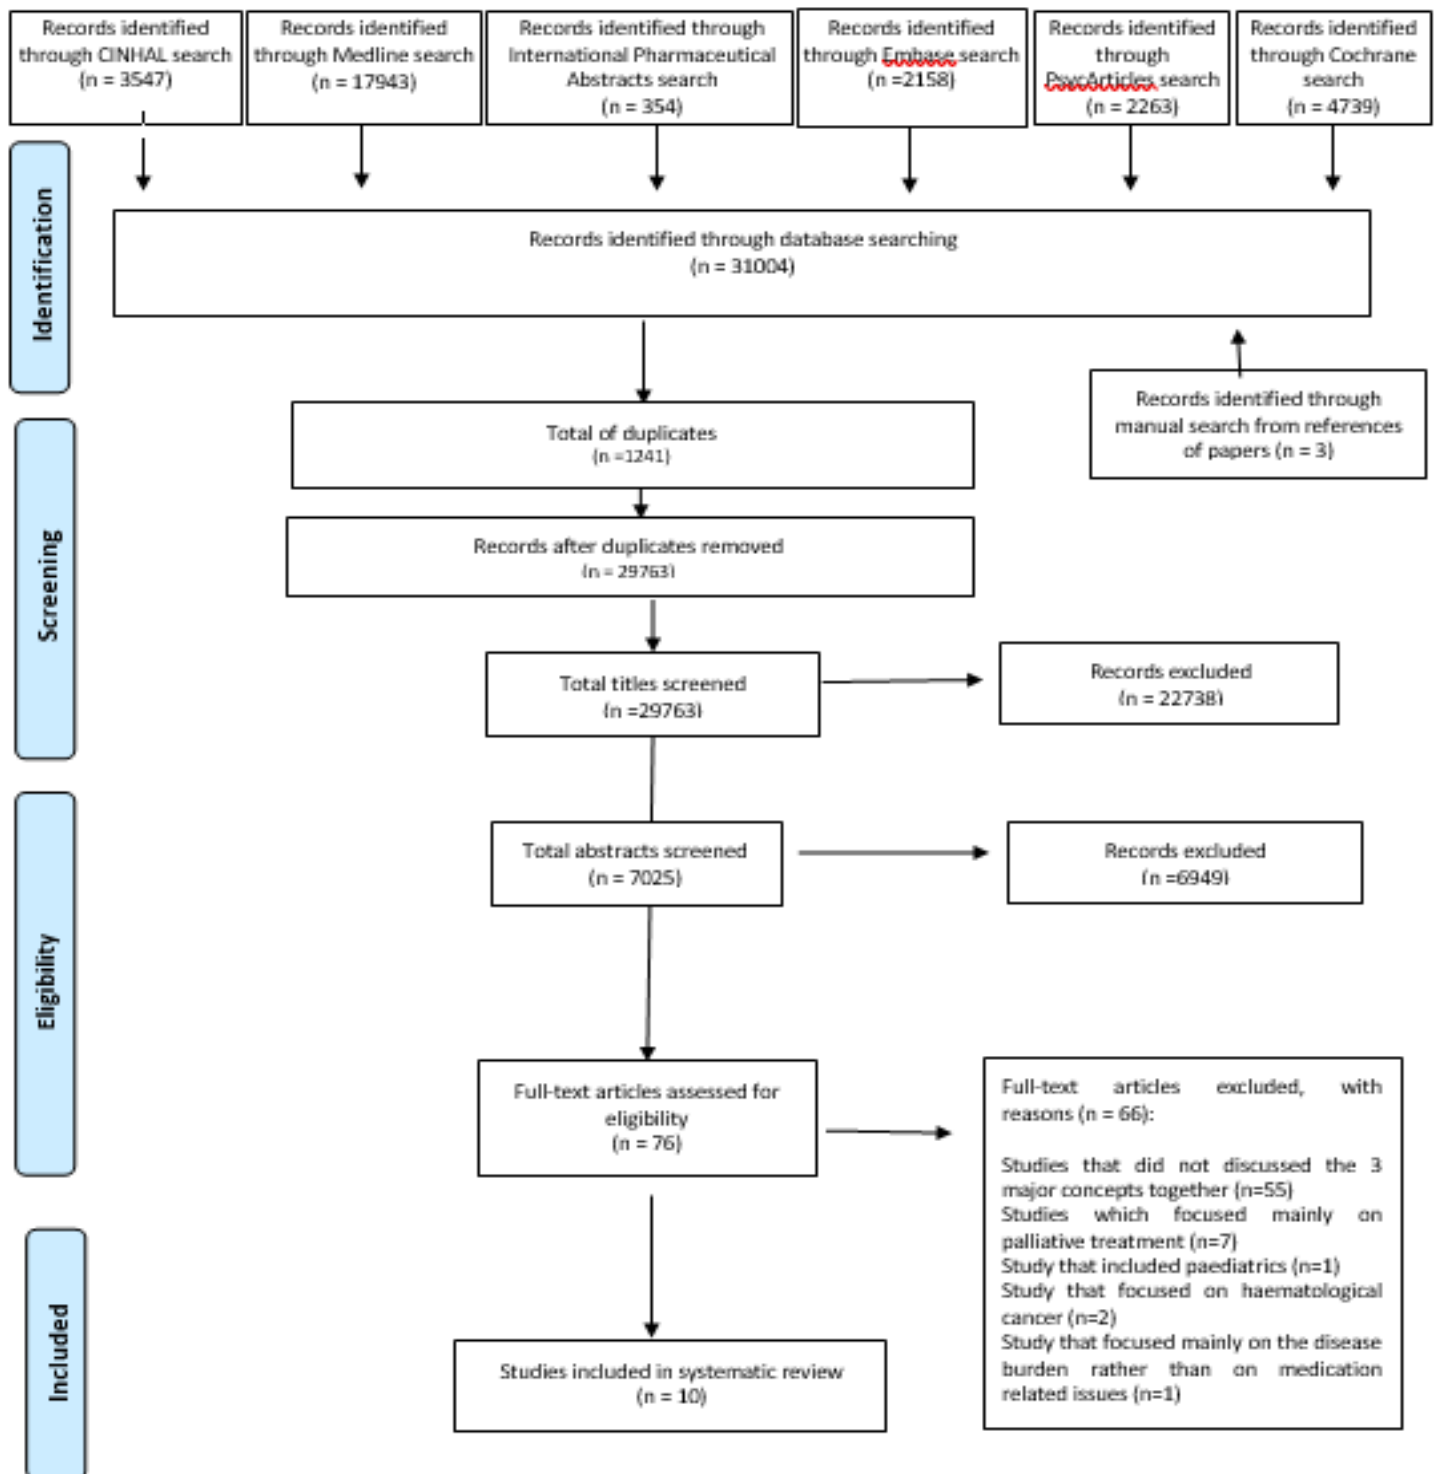 Records identified
through CINHAL search
(n = 3547)
Records identified
through Medline search
(n = 17943)
Records identified through
International Pharmaceutical
Abstracts search
(n = 354)
Records identified
through Embase search
(n =2158)
Records identified
through
PsycArticles search
(n = 2263)
Records identified
through Cochrane
search
(n = 4739)
Identification
Records identified through database searching
(n = 31004)
Records identified through
manual search from references
of papers (n = 3)
Screening
Total of duplicates
(n =1241)
Records after duplicates removed
(n = 29763)
Total titles screened
(n =29763)
Records excluded
(n = 22738)
Eligibility
Total abstracts screened
(n = 7025)
Records excluded
(n =6949)
Full-text articles assessed for
eligibility
(n = 76)
Full-text articles excluded, with
reasons (n = 66):
Studies that did not discussed the 3
major concepts together (n=55)
Studies which focused mainly on
palliative treatment (n=7)
Study that included paediatrics (n=1)
Study that focused on haematological
cancer (n=2)
Study that focused mainly on the disease
burden rather than on medication
related issues (n=1)
Included
Studies included in systematic review
(n = 10)